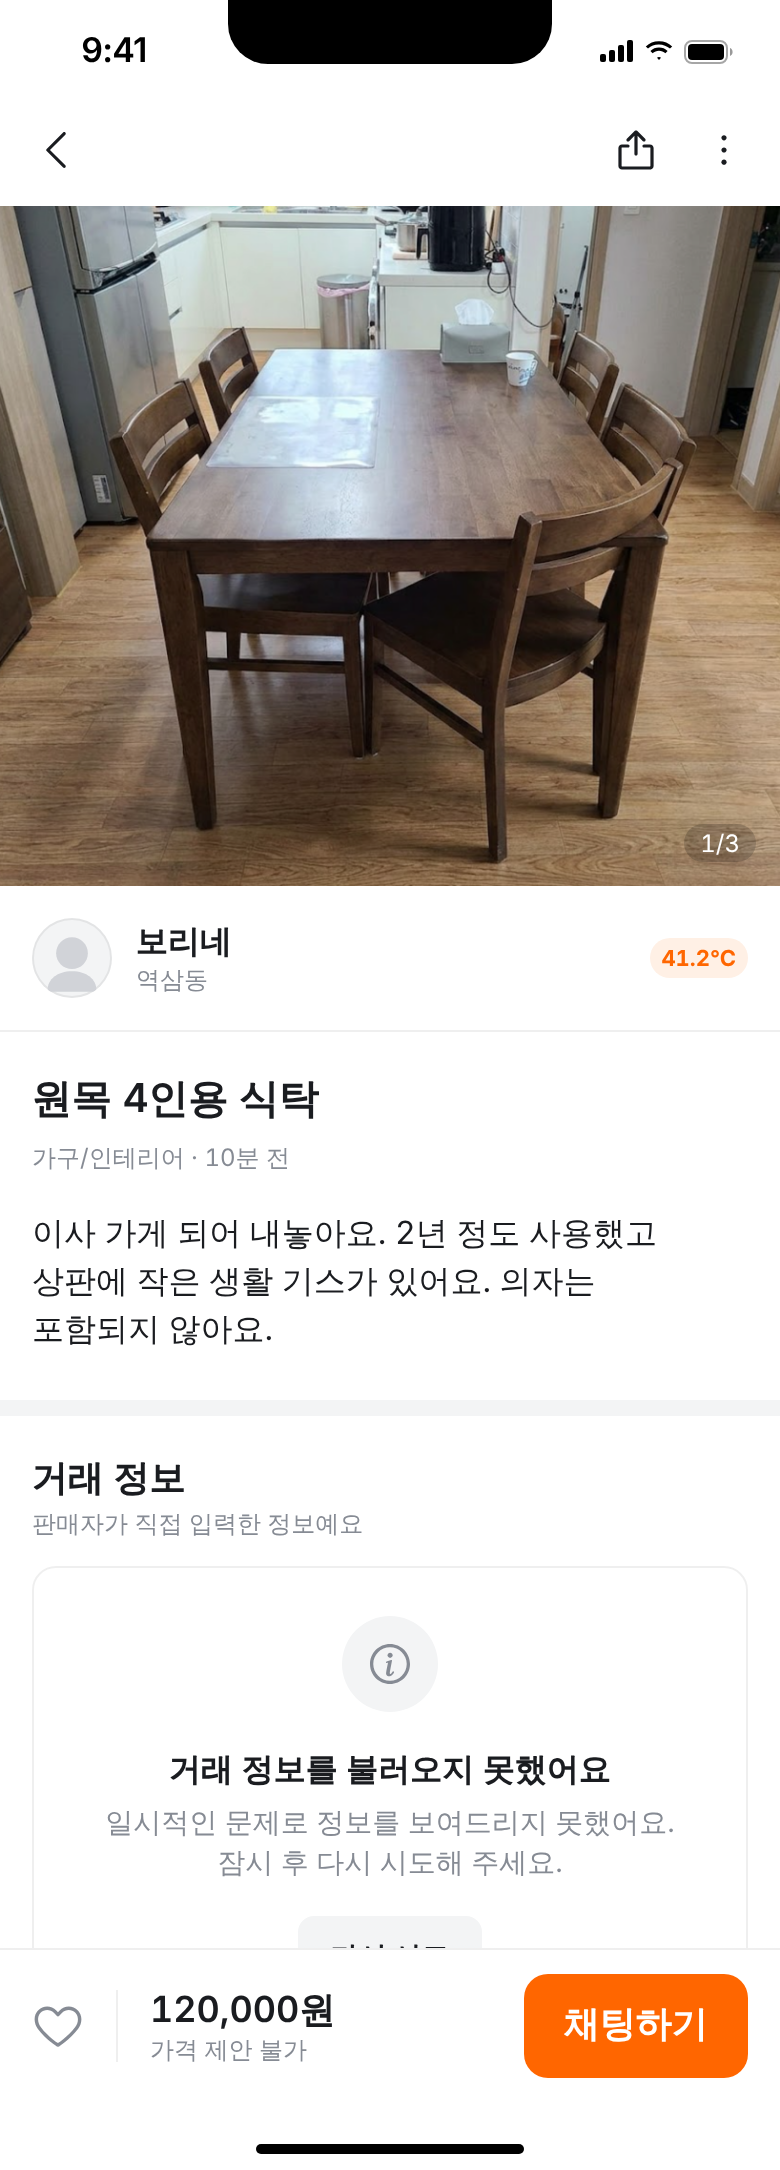 9:41
1/3
보리네
역삼동
41.2°C
원목 4인용 식탁
가구/인테리어 · 10분 전
이사 가게 되어 내놓아요. 2년 정도 사용했고
상판에 작은 생활 기스가 있어요. 의자는
포함되지 않아요.
거래 정보
판매자가 직접 입력한 정보예요
거래 정보를 불러오지 못했어요
일시적인 문제로 정보를 보여드리지 못했어요.
잠시 후 다시 시도해 주세요.
120,000원
가격 제안 불가
채팅하기